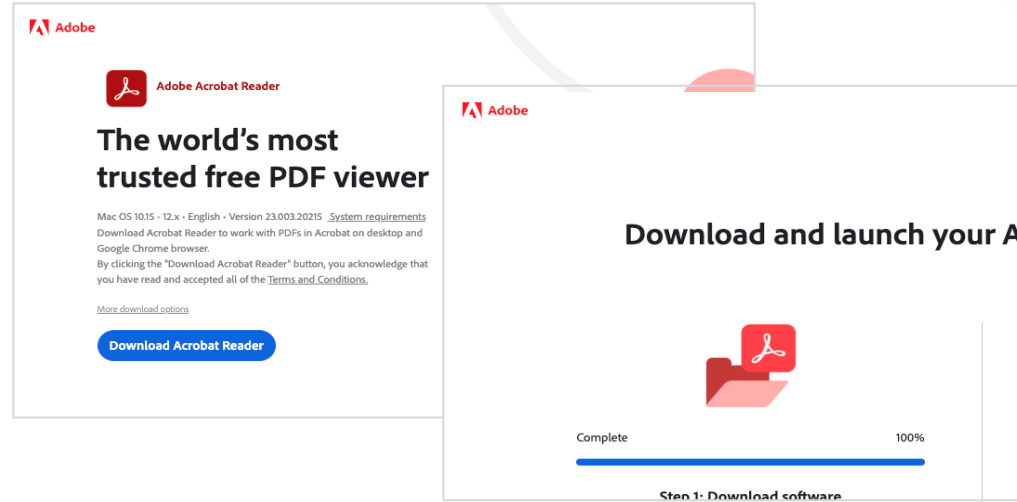 Adobe
Adobe Acrobat Reader
The world’s most
trusted free PDF viewer
Mac OS 10.15 - 12.x • English • Version 23.003.20215 System requirements
Download Acrobat Reader to work with PDFs in Acrobat on desktop and
Google Chrome browser.
By clicking the “Download Acrobat Reader” button, you acknowledge that
you have read and accepted all of the Terms and Conditions.
More download options
Download Acrobat Reader
Adobe
Download and launch your A
Complete 100%
Step 1: Download software